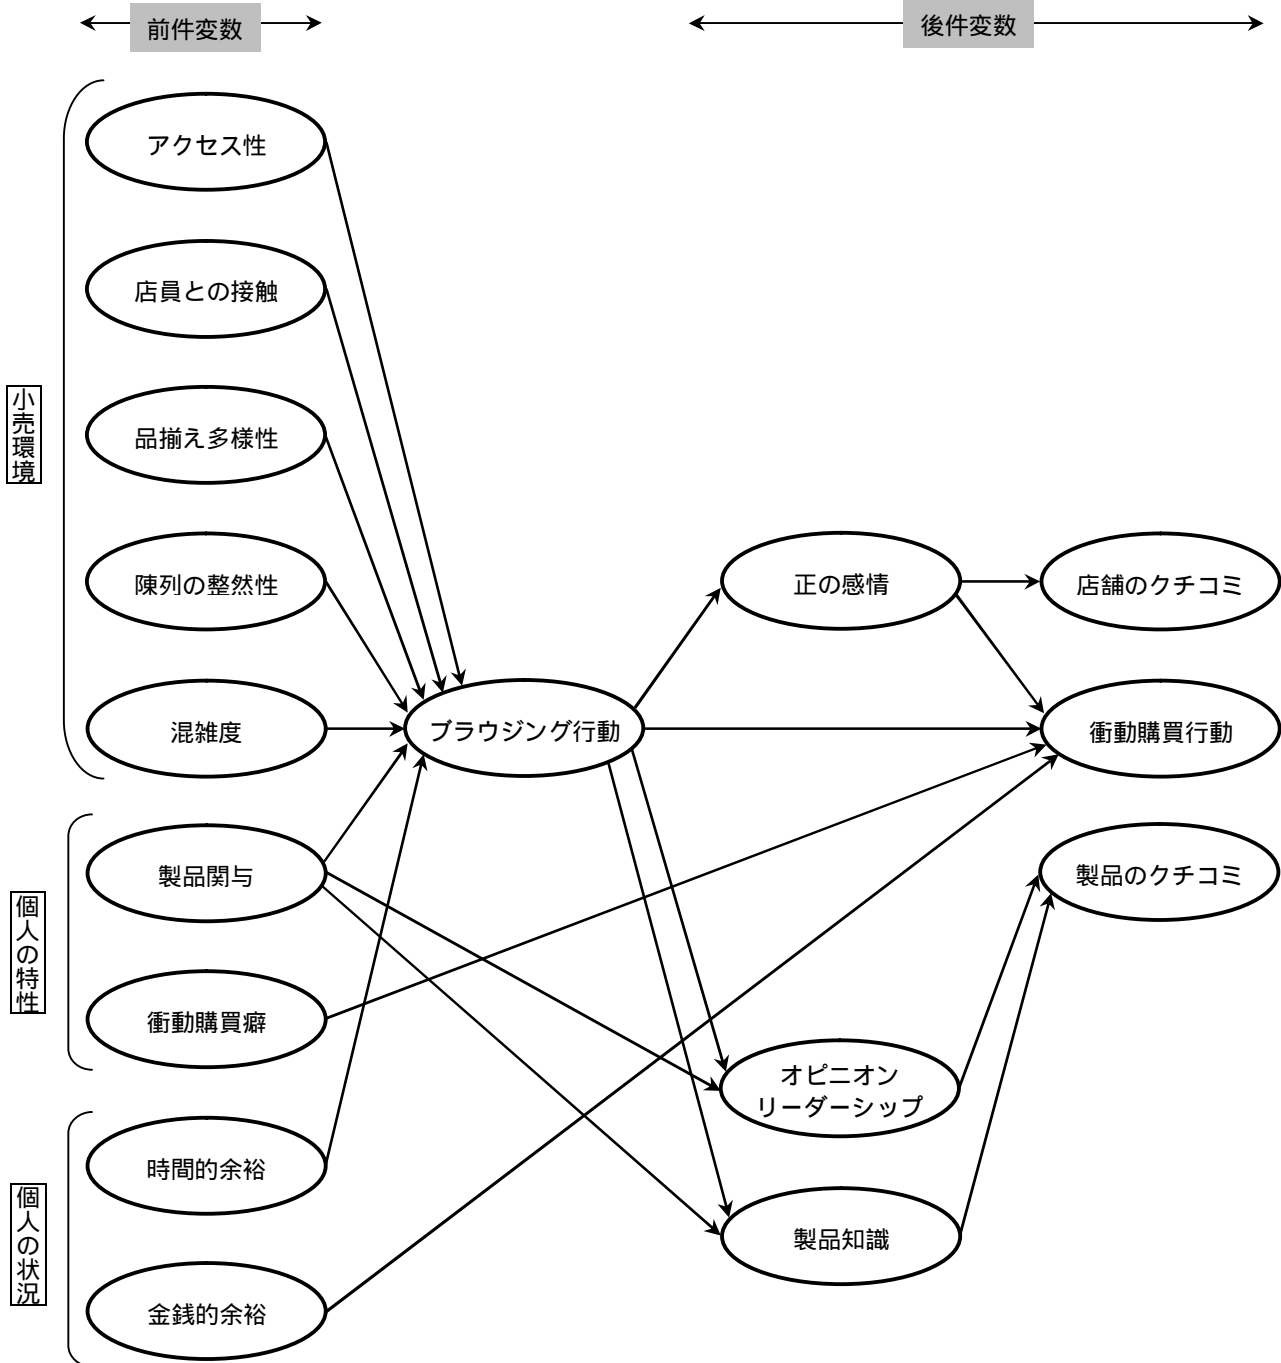 前件変数
後件変数
小売環境
アクセス性
店員との接触
品揃え多様性
陳列の整然性
混雑度
ブラウジング行動
正の感情
店舗のクチコミ
衝動購買行動
個人の特性
製品関与
製品のクチコミ
衝動購買癖
オピニオン
リーダーシップ
個人の状況
時間的余裕
製品知識
金銭的余裕